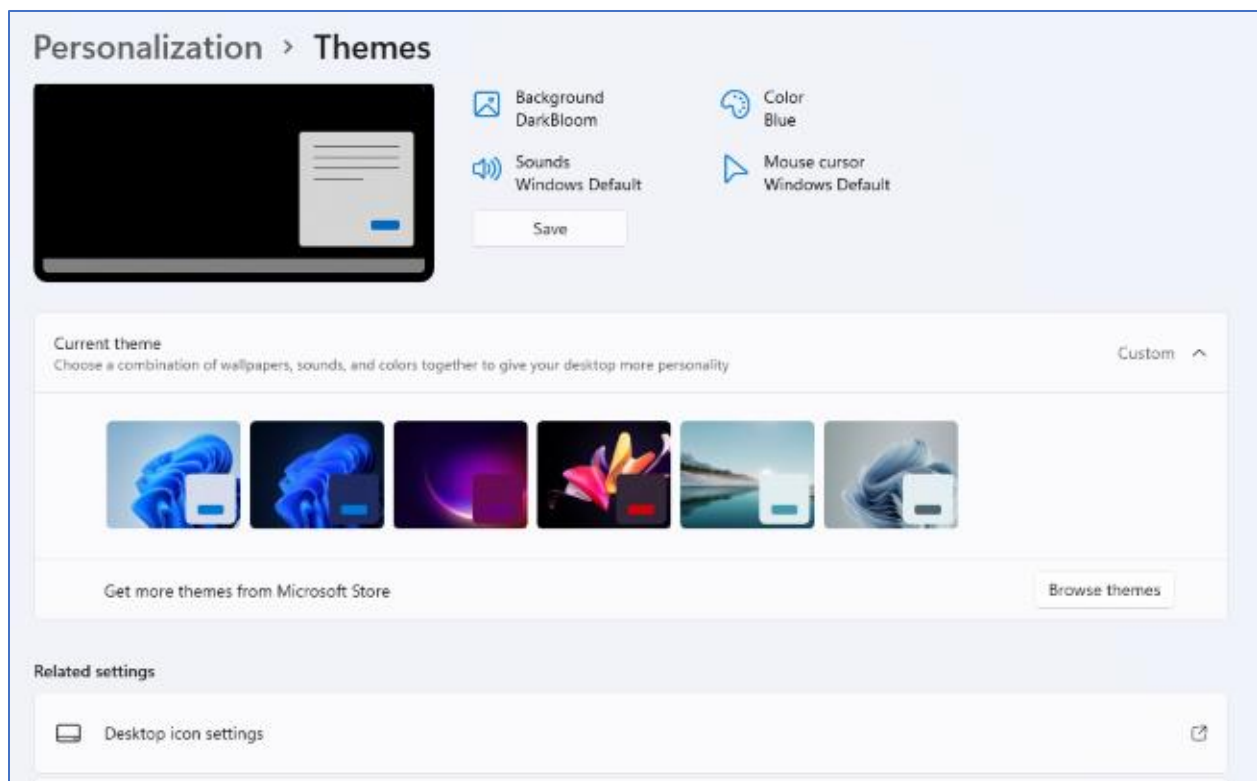 Personalization > Themes
Background
DarkBloom
Color
Blue
Sounds
Windows Default
Mouse cursor
Windows Default
Save
Current theme
Choose a combination of wallpapers, sounds, and colors together to give your desktop more personality
Custom
Get more themes from Microsoft Store
Browse themes
Related settings
Desktop icon settings